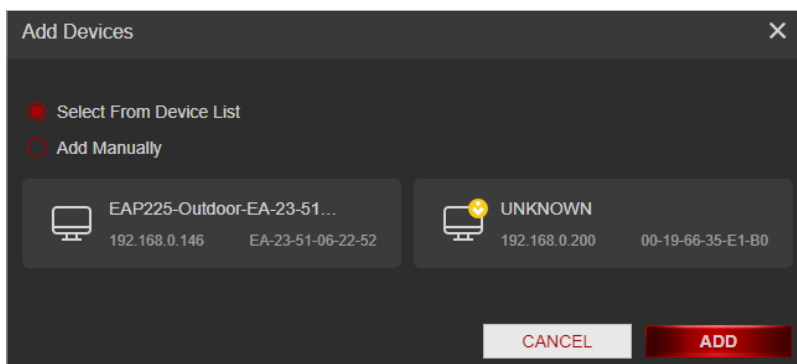 Add Devices
Select From Device List
Add Manually
EAP225-Outdoor-EA-23-51...
192.168.0.146 EA-23-51-06-22-52
UNKNOWN
192.168.0.200 00-19-66-35-E1-B0
CANCEL
ADD